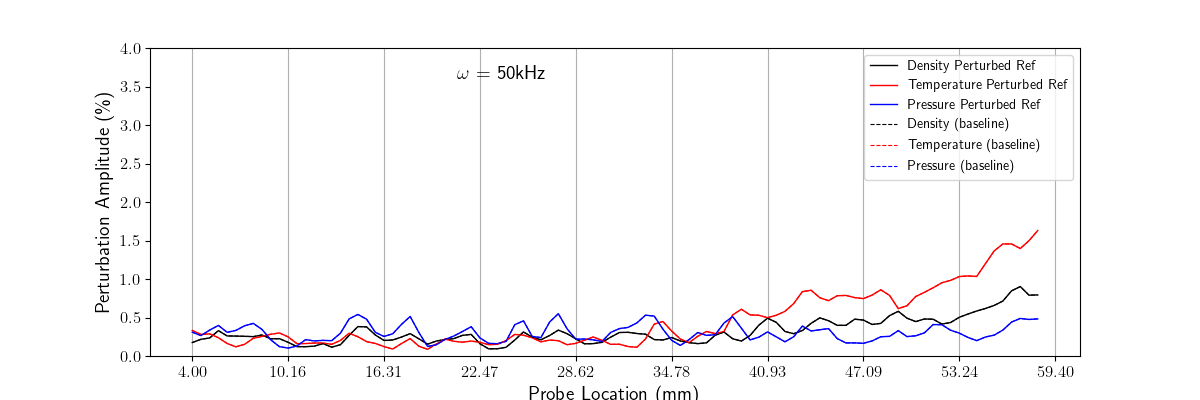 ω = 50kHz
Density Perturbed Ref
Temperature Perturbed Ref
Pressure Perturbed Ref
Density (baseline)
Temperature (baseline)
Pressure (baseline)
Perturbation Amplitude (%)
4.0
3.5
3.0
2.5
2.0
1.5
1.0
0.5
0.0
4.00 10.16 16.31 22.47 28.62 34.78 40.93 47.09 53.24 59.40
Probe Location (mm)